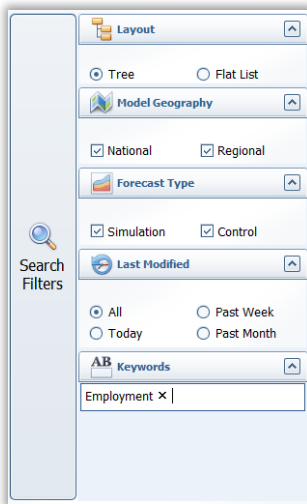 Layout
Tree Flat List
Model Geography
National Regional
Forecast Type
Simulation Control
Search
Filters
Last Modified
All Past Week
Today Past Month
AB Keywords
Employment ×